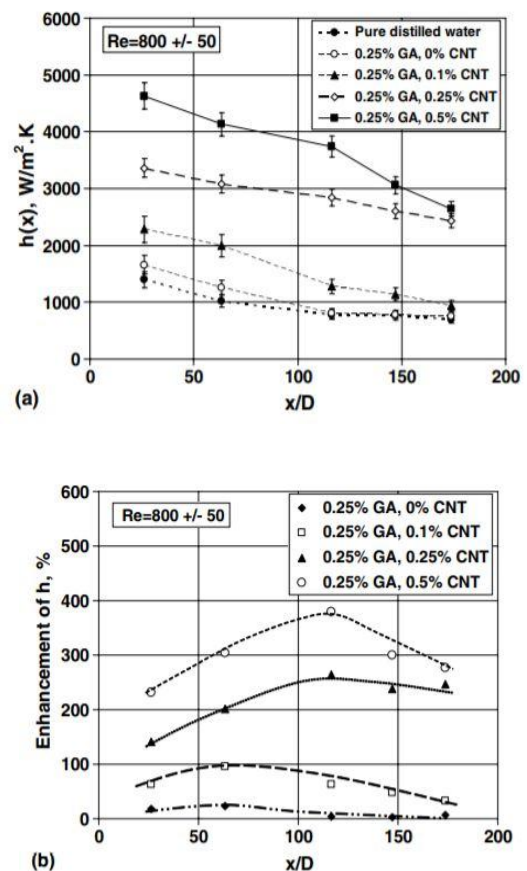 Re=800 +/- 50
Pure distilled water
0.25% GA, 0% CNT
0.25% GA, 0.1% CNT
0.25% GA, 0.25% CNT
0.25% GA, 0.5% CNT
6000
5000
4000
3000
2000
1000
0
h(x), W/m².K
0 50 100 150 200
x/D
(a)
Re=800 +/- 50
0.25% GA, 0% CNT
0.25% GA, 0.1% CNT
0.25% GA, 0.25% CNT
0.25% GA, 0.5% CNT
600
500
400
300
200
100
0
Enhancement of h, %
0 50 100 150 200
x/D
(b)